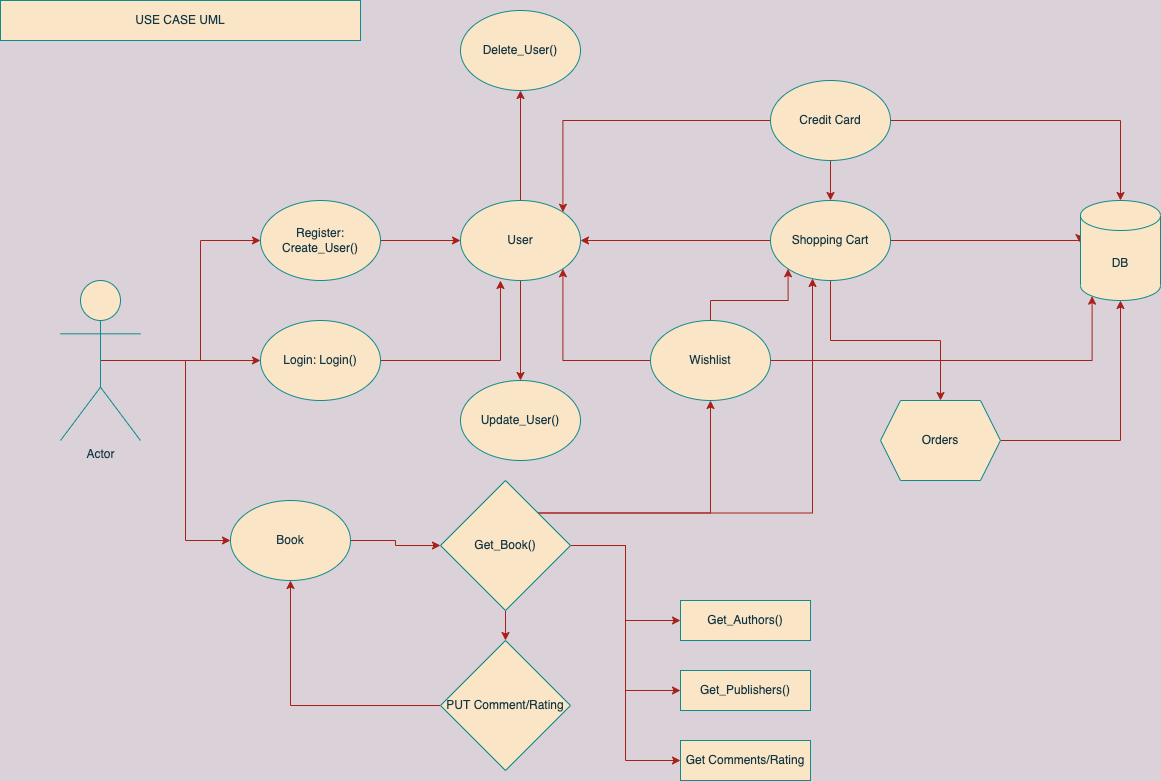 USE CASE UML
Delete_User()
Credit Card
Register:
Create_User()
User
Shopping Cart
DB
Login: Login()
Wishlist
Update_User()
Orders
Actor
Book
Get_Book()
Get_Authors()
Get_Publishers()
PUT Comment/Rating
Get Comments/Rating